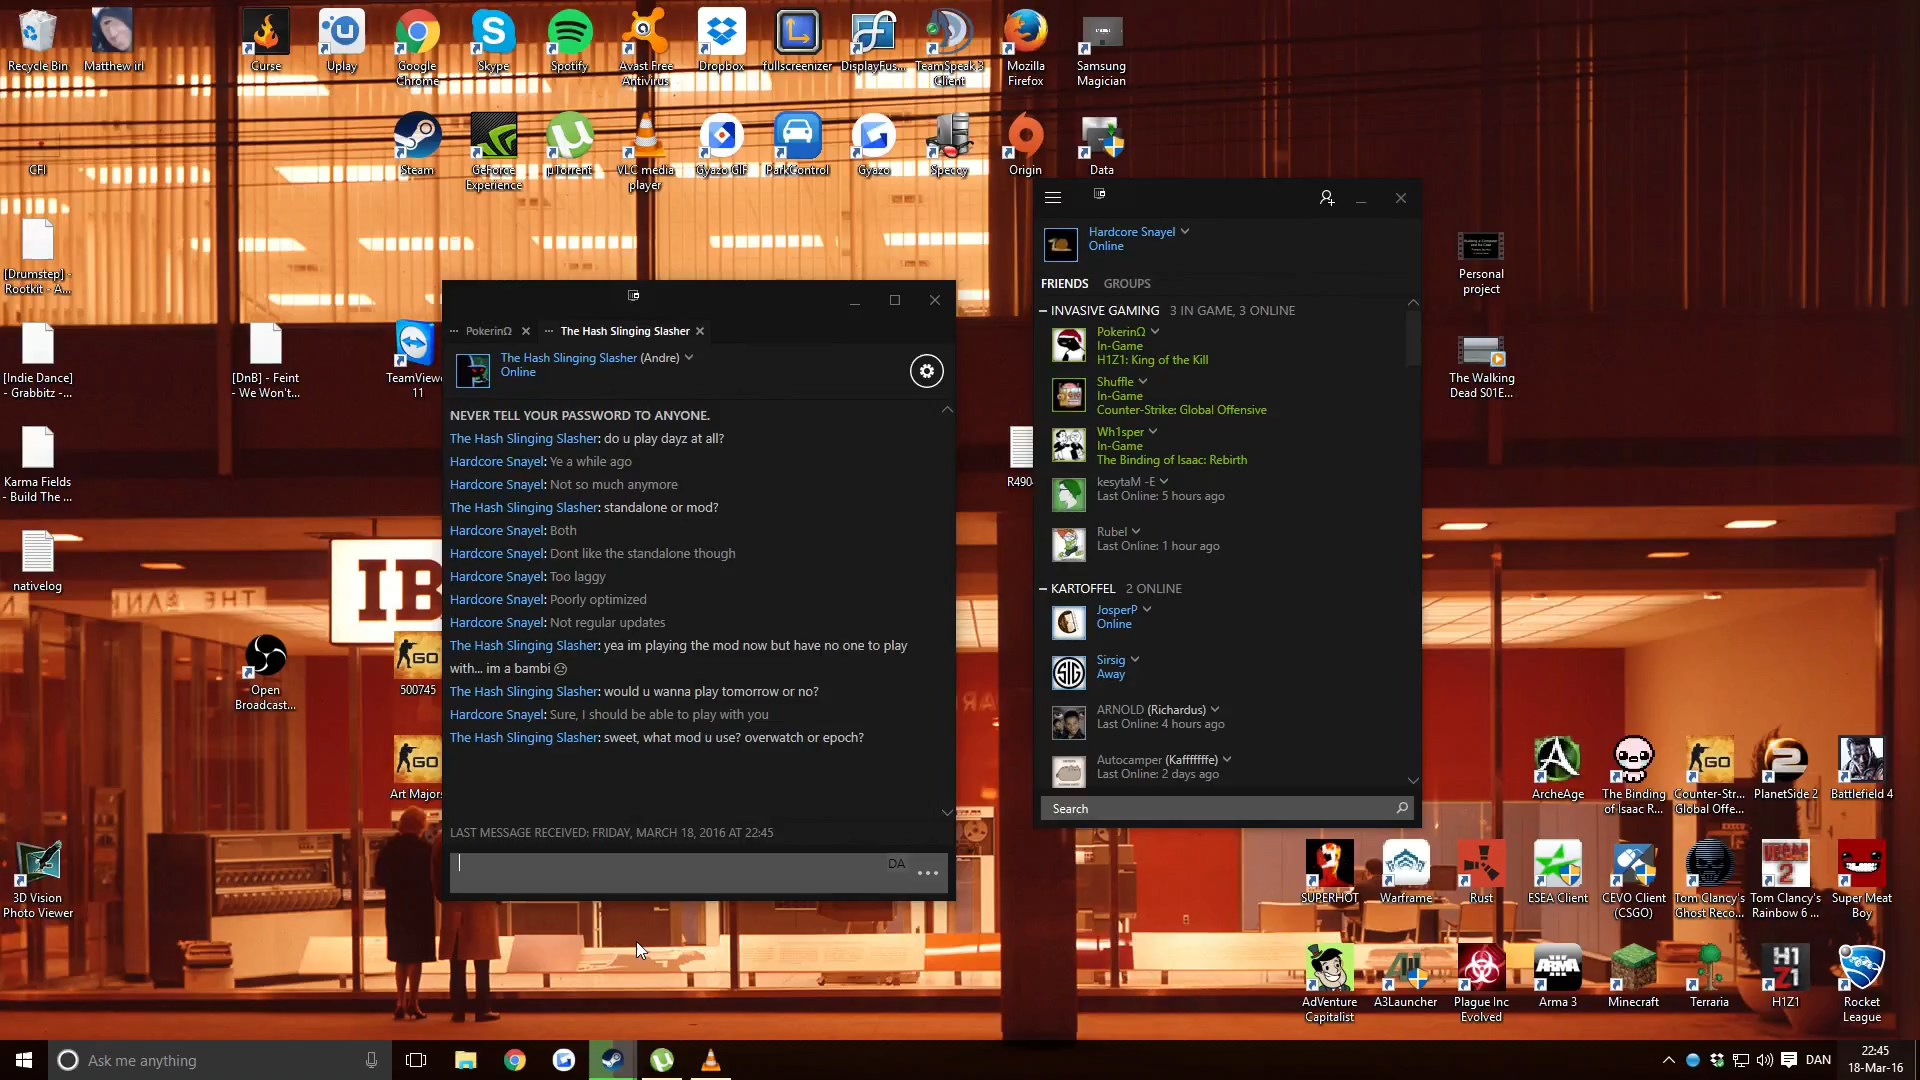 Recycle Bin
Matthew irl
Curse
Uplay
Google
Chrome
Skype
Spotify
Avast Free
Antivirus
Dropbox
fullscreenizer
DisplayFus...
TeamSpeak 3
Client
Mozilla
Firefox
Samsung
Magician
CFI
Steam
GeForce
Experience
µTorrent
VLC media
player
Gyazo GIF
ParkControl
Gyazo
Speccy
Origin
Data
[Drumstep] -
Rootkit - A...
[Indie Dance]
- Grabbitz -...
[DnB] - Feint
- We Won't...
TeamViewe
11
Karma Fields
- Build The ...
nativelog
THE BAN
IB
Open
Broadcast...
GO
500745
GO
Art Majors
3D Vision
Photo Viewer
PokerinΩ
The Hash Slinging Slasher
The Hash Slinging Slasher (Andre)
Online
NEVER TELL YOUR PASSWORD TO ANYONE.
The Hash Slinging Slasher: do u play dayz at all?
Hardcore Snayel: Ye a while ago
Hardcore Snayel: Not so much anymore
The Hash Slinging Slasher: standalone or mod?
Hardcore Snayel: Both
Hardcore Snayel: Dont like the standalone though
Hardcore Snayel: Too laggy
Hardcore Snayel: Poorly optimized
Hardcore Snayel: Not regular updates
The Hash Slinging Slasher: yea im playing the mod now but have no one to play
with... im a bambi
The Hash Slinging Slasher: would u wanna play tomorrow or no?
Hardcore Snayel: Sure, I should be able to play with you
The Hash Slinging Slasher: sweet, what mod u use? overwatch or epoch?
LAST MESSAGE RECEIVED: FRIDAY, MARCH 18, 2016 AT 22:45
DA
R490
Hardcore Snayel
Online
FRIENDS GROUPS
INVASIVE GAMING 3 IN GAME, 3 ONLINE
PokerinΩ
In-Game
H1Z1: King of the Kill
Shuffle
In-Game
Counter-Strike: Global Offensive
Wh1sper
In-Game
The Binding of Isaac: Rebirth
kesytaM -E
Last Online: 5 hours ago
Rubel
Last Online: 1 hour ago
KARTOFFEL 2 ONLINE
JosperP
Online
SIG
Sirsig
Away
ARNOLD (Richardus)
Last Online: 4 hours ago
Autocamper (Kafffffffe)
Last Online: 2 days ago
Search
Personal
project
The Walking
Dead S01E...
ArcheAge
The Binding
of Isaac R...
GO
Counter-Str...
Global Offe...
2
PlanetSide 2
Battlefield 4
SUPERHOT
Warframe
Rust
ESEA Client
CEVO Client
(CSGO)
Tom Clancy's
Ghost Reco...
VEGAS
2
Tom Clancy's
Rainbow 6 ...
Super Meat
Boy
AdVenture
Capitalist
A3Launcher
Plague Inc
Evolved
ARMA
Arma 3
Minecraft
Terraria
H1
Z1
H1Z1
Rocket
League
Ask me anything
DAN
22:45
18-Mar-16